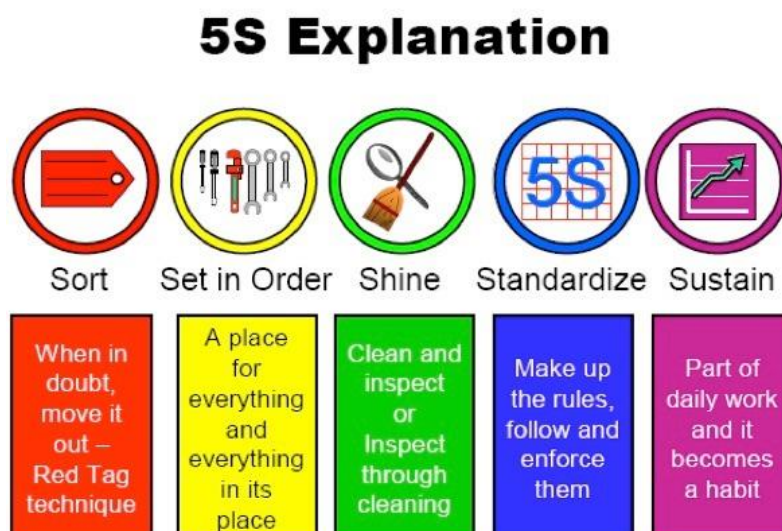 5S Explanation
5S
Sort
Set in Order
Shine
Standardize
Sustain
When in
doubt,
move it
out –
Red Tag
technique
A place
for
everything
and
everything
in its
place
Clean and
inspect
or
Inspect
through
cleaning
Make up
the rules,
follow and
enforce
them
Part of
daily work
and it
becomes
a habit